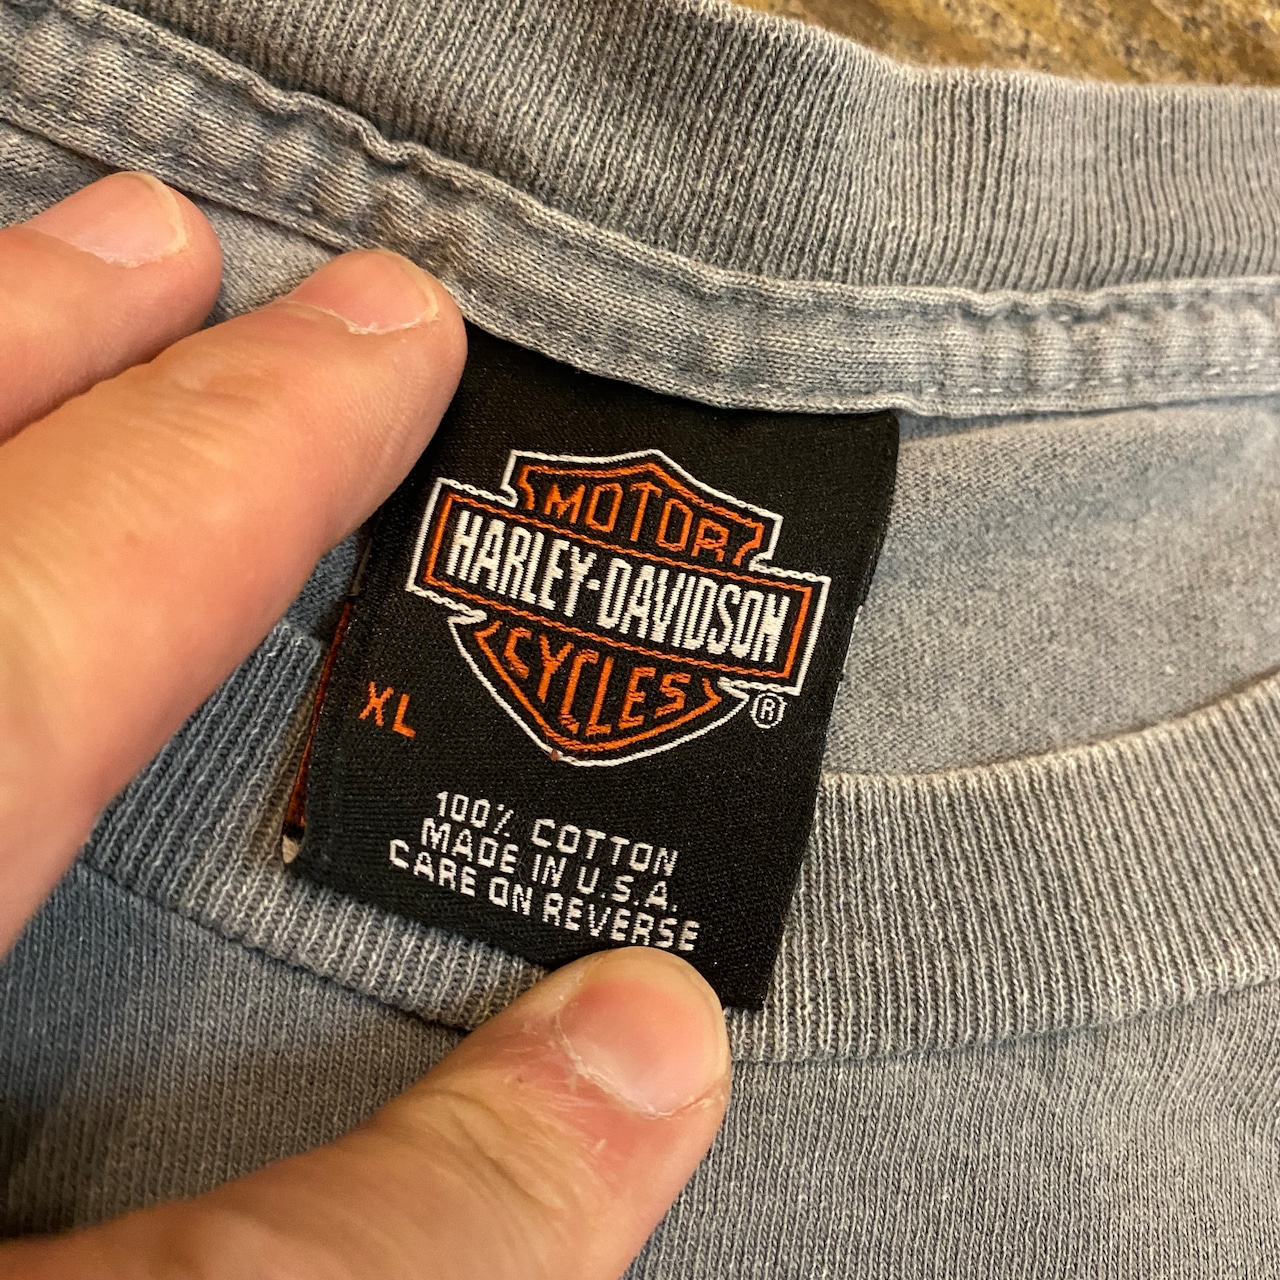 MOTOR
HARLEY-DAVIDSON
CYCLES
®
XL
100% COTTON
MADE IN U.S.A.
CARE ON REVERSE